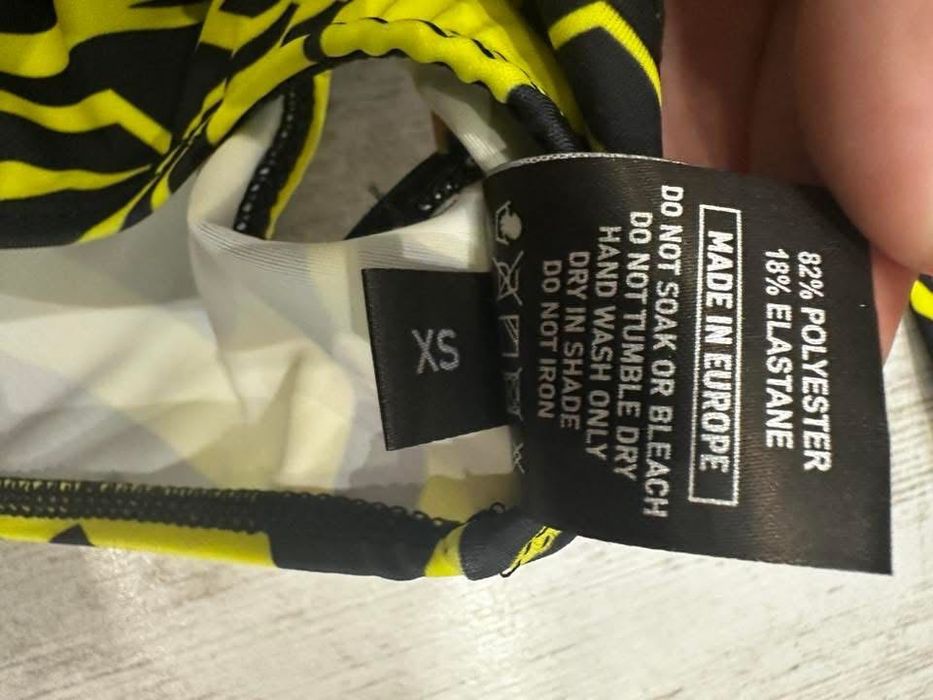 82% POLYESTER
18% ELASTANE
MADE IN EUROPE
DO NOT SOAK OR BLEACH
DO NOT TUMBLE DRY
HAND WASH ONLY
DRY IN SHADE
DO NOT IRON
XS